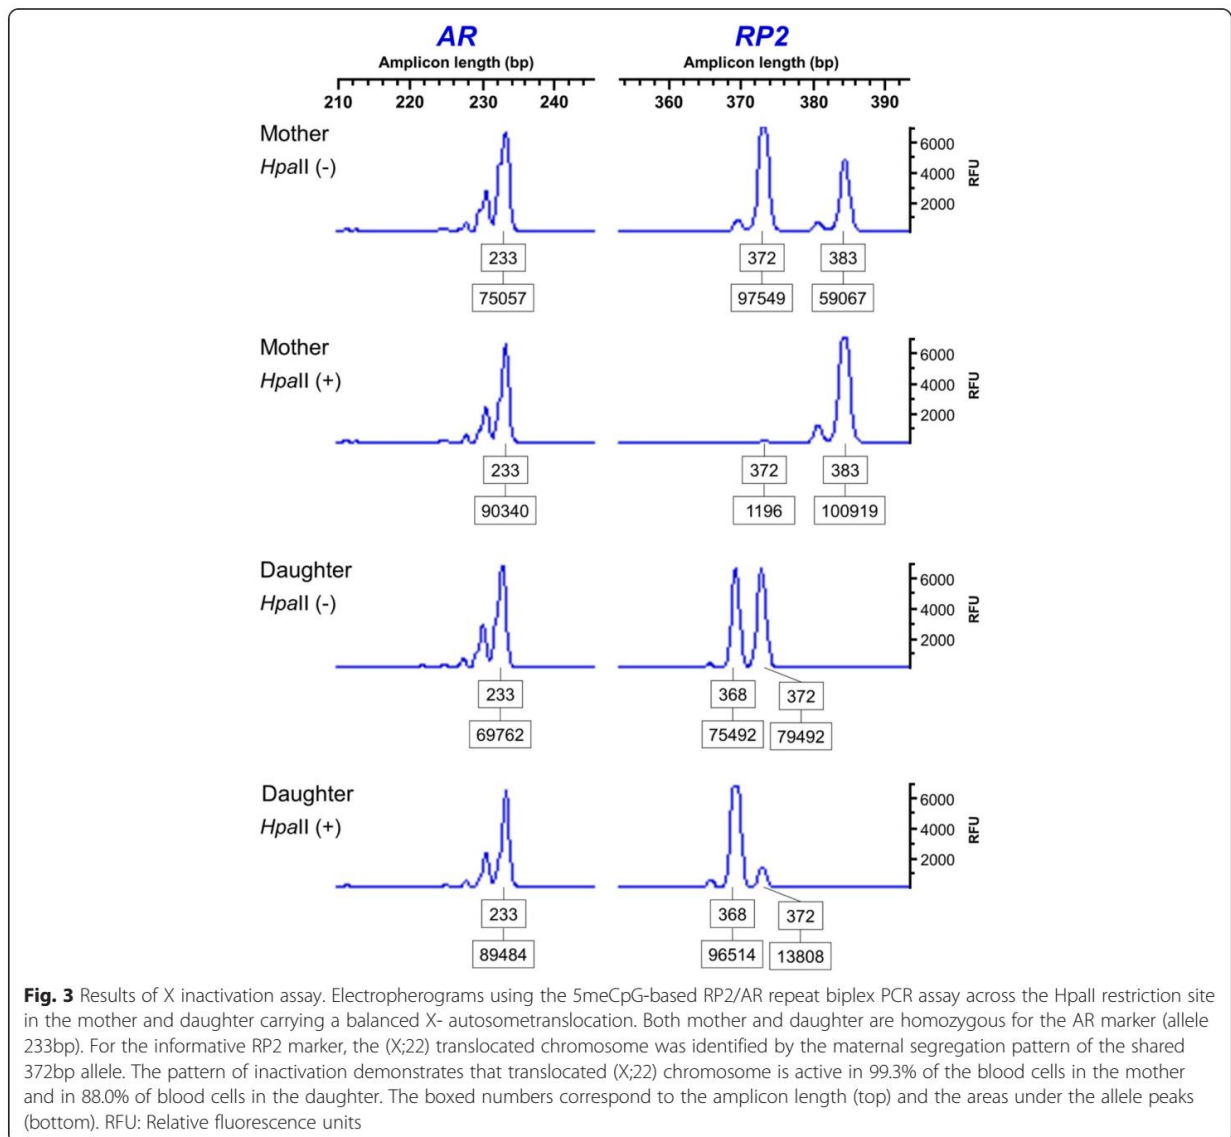 AR RP2
Amplicon length (bp) Amplicon length (bp)
210 220 230 240 360 370 380 390
Mother
HpaII (-)
6000
4000
2000
RFU
233 372 383
75057 97549 59067
Mother
HpaII (+)
6000
4000
2000
RFU
233 372 383
90340 1196 100919
Daughter
HpaII (-)
6000
4000
2000
RFU
233 368 372
69762 75492 79492
Daughter
HpaII (+)
6000
4000
2000
RFU
233 368 372
89484 96514 13808
Fig. 3 Results of X inactivation assay. Electropherograms using the 5meCpG-based RP2/AR repeat biplex PCR assay across the HpaII restriction site
in the mother and daughter carrying a balanced X- autosometranslocation. Both mother and daughter are homozygous for the AR marker (allele
233bp). For the informative RP2 marker, the (X;22) translocated chromosome was identified by the maternal segregation pattern of the shared
372bp allele. The pattern of inactivation demonstrates that translocated (X;22) chromosome is active in 99.3% of the blood cells in the mother
and in 88.0% of blood cells in the daughter. The boxed numbers correspond to the amplicon length (top) and the areas under the allele peaks
(bottom). RFU: Relative fluorescence units